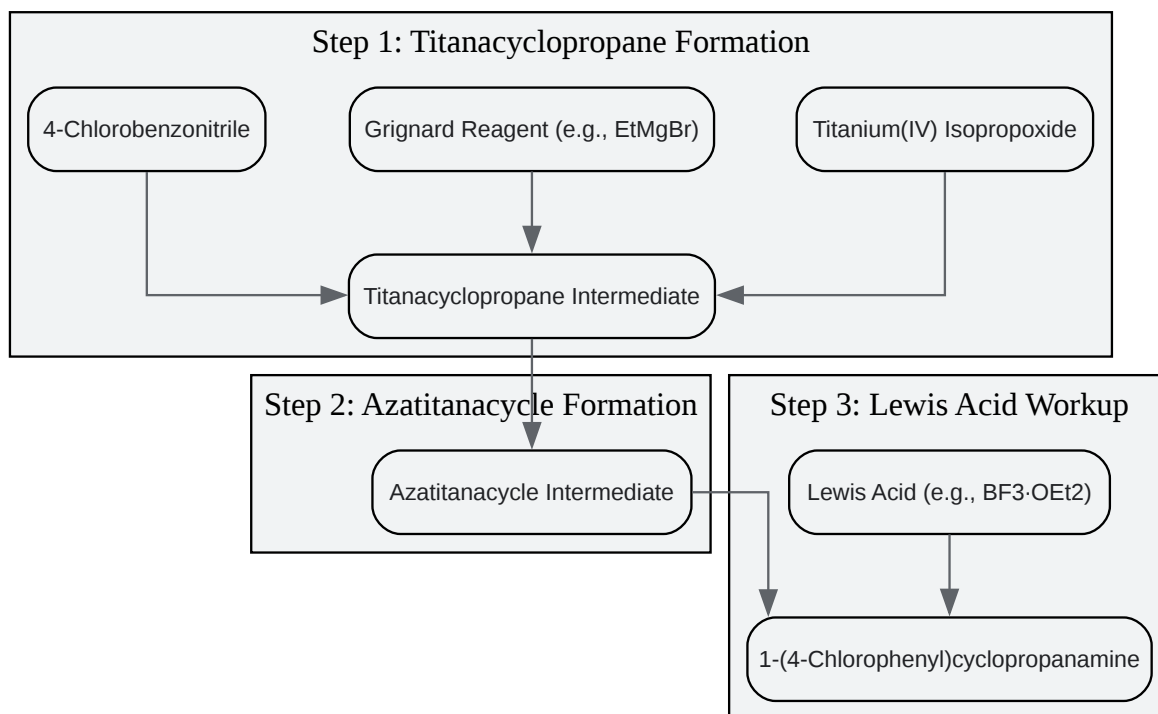 Step 1: Titanacyclopropane Formation
4-Chlorobenzonitrile
Grignard Reagent (e.g., EtMgBr)
Titanium(IV) Isopropoxide
Titanacyclopropane Intermediate
Step 2: Azatitanacycle Formation
Azatitanacycle Intermediate
Step 3: Lewis Acid Workup
Lewis Acid (e.g., BF3·OEt2)
1-(4-Chlorophenyl)cyclopropanamine